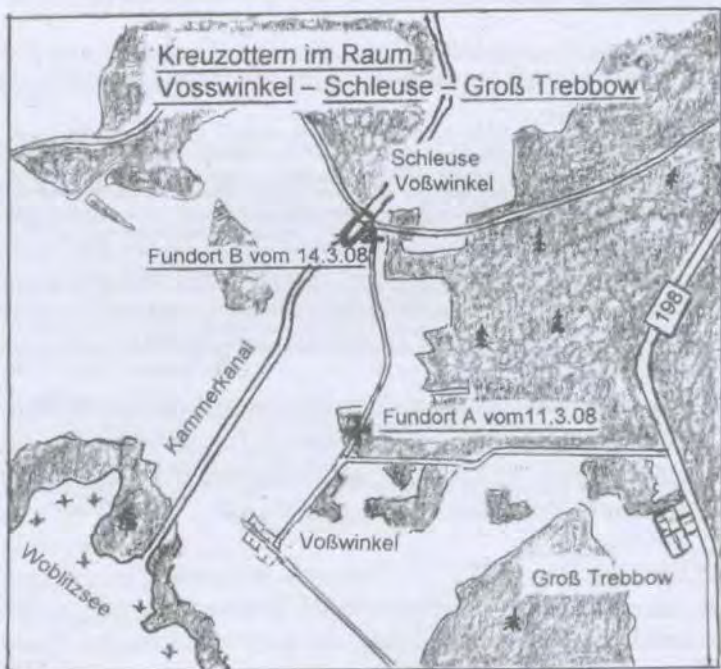 Kreuzottern im Raum
Vosswinkel – Schleuse – Groß Trebbow
Schleuse
Voßwinkel
Fundort B vom 14.3.08
198
Kammerkanal
Fundort A vom11.3.08
Voßwinkel
Woblitzsee
Groß Trebbow